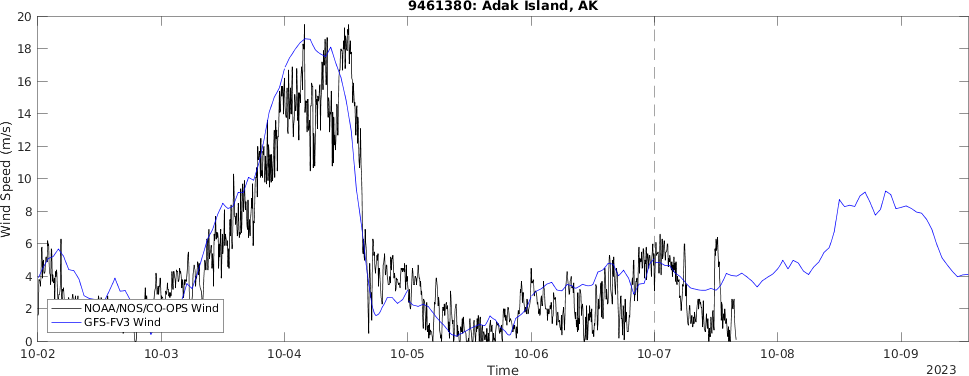 9461380: Adak Island, AK
Wind Speed (m/s)
20
18
16
14
12
10
8
6
4
2
0
NOAA/NOS/CO-OPS Wind
GFS-FV3 Wind
10-02 10-03 10-04 10-05 10-06 10-07 10-08 10-09
Time
2023